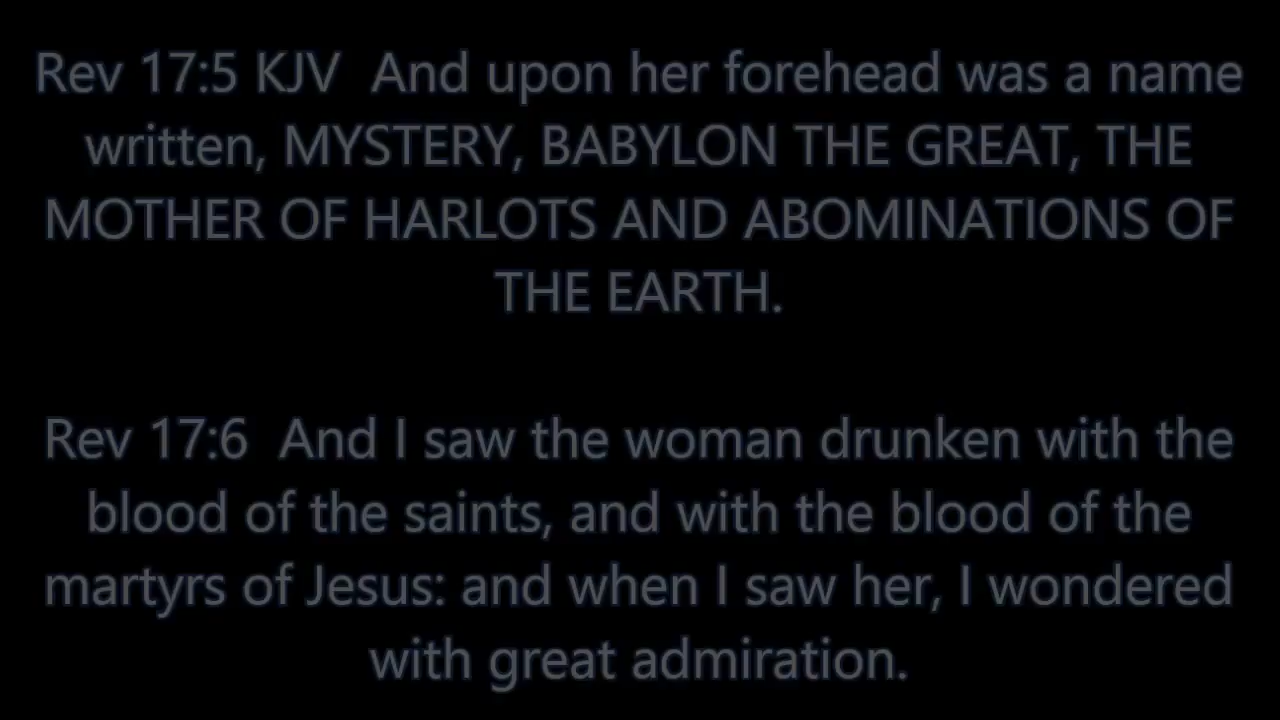 Rev 17:5 KJV  And upon her forehead was a name
written, MYSTERY, BABYLON THE GREAT, THE
MOTHER OF HARLOTS AND ABOMINATIONS OF
THE EARTH.
Rev 17:6  And I saw the woman drunken with the
blood of the saints, and with the blood of the
martyrs of Jesus: and when I saw her, I wondered
with great admiration.